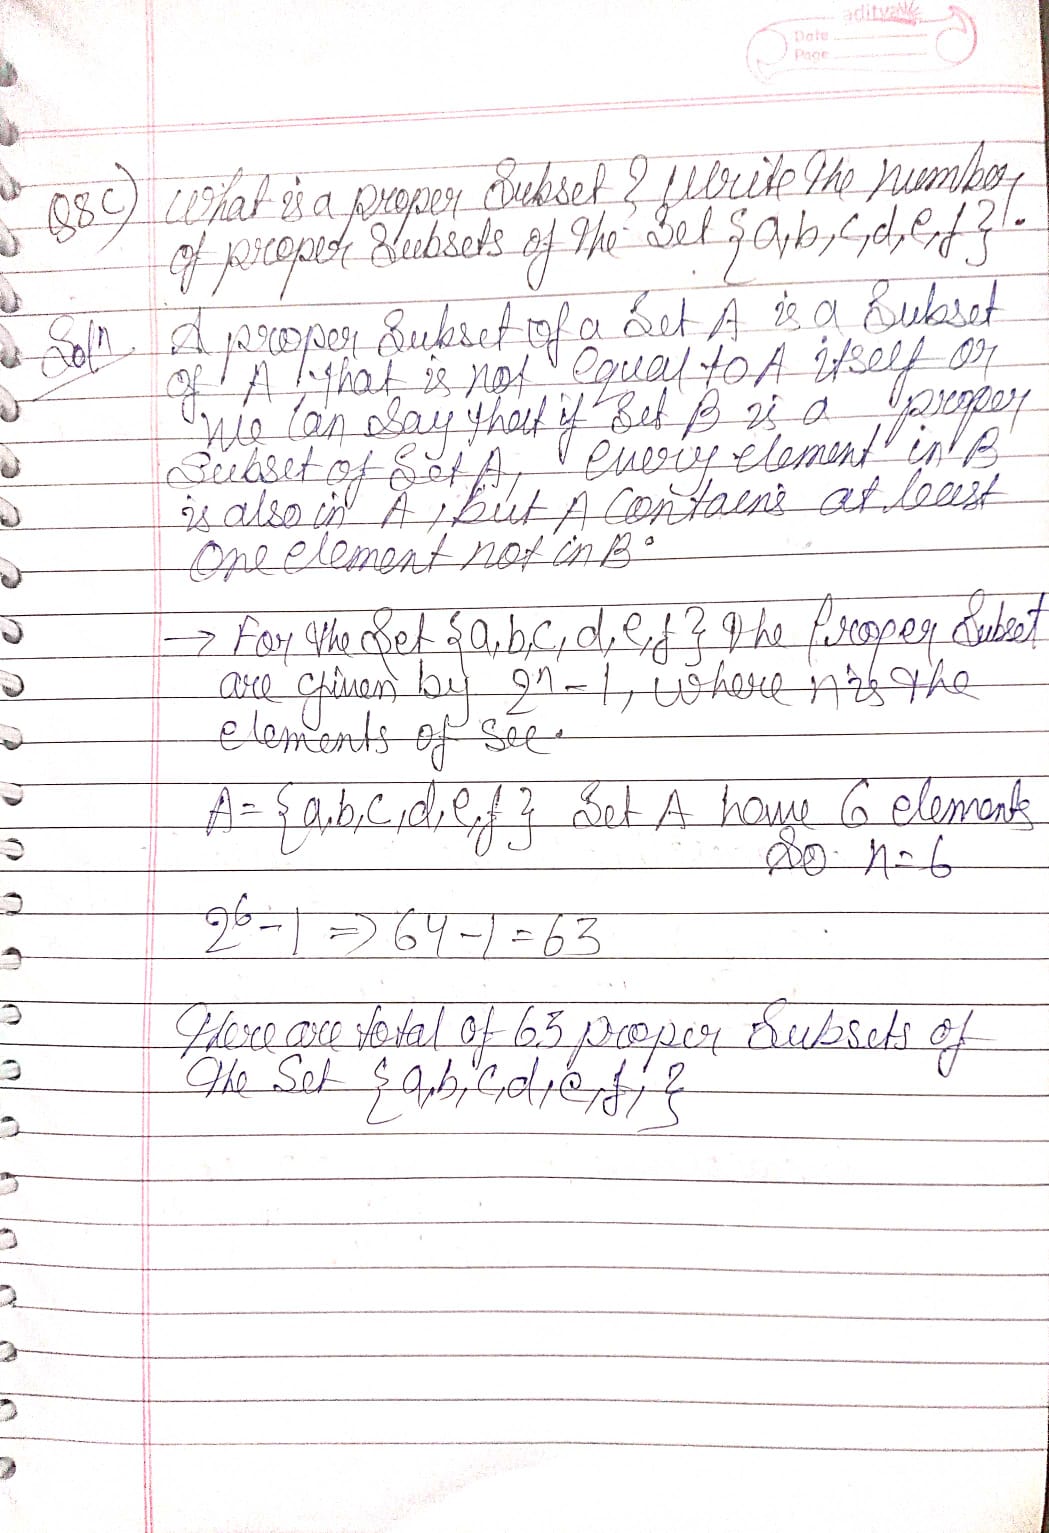 aditya
Date
Page
Q8C) What is a proper Subset? Write the number
of proper Subsets of the Set {a,b,c,d,e,f}.
Soln A proper Subset of a Set A is a Subset
of A that is not equal to A itself or
We Can Say that if Set B is a proper
Subset of Set A, every element in B
is also in A, but A Contains at least
One element not in B.
→ For the Set {a,b,c,d,e,f} the Proper Subset
are given by 2ⁿ-1, where n is the
elements of see.
A={a,b,c,d,e,f} Set A have 6 elements
So n=6
2⁶-1 => 64-1=63
There are total of 63 proper Subsets of
The Set {a,b,c,d,e,f,}